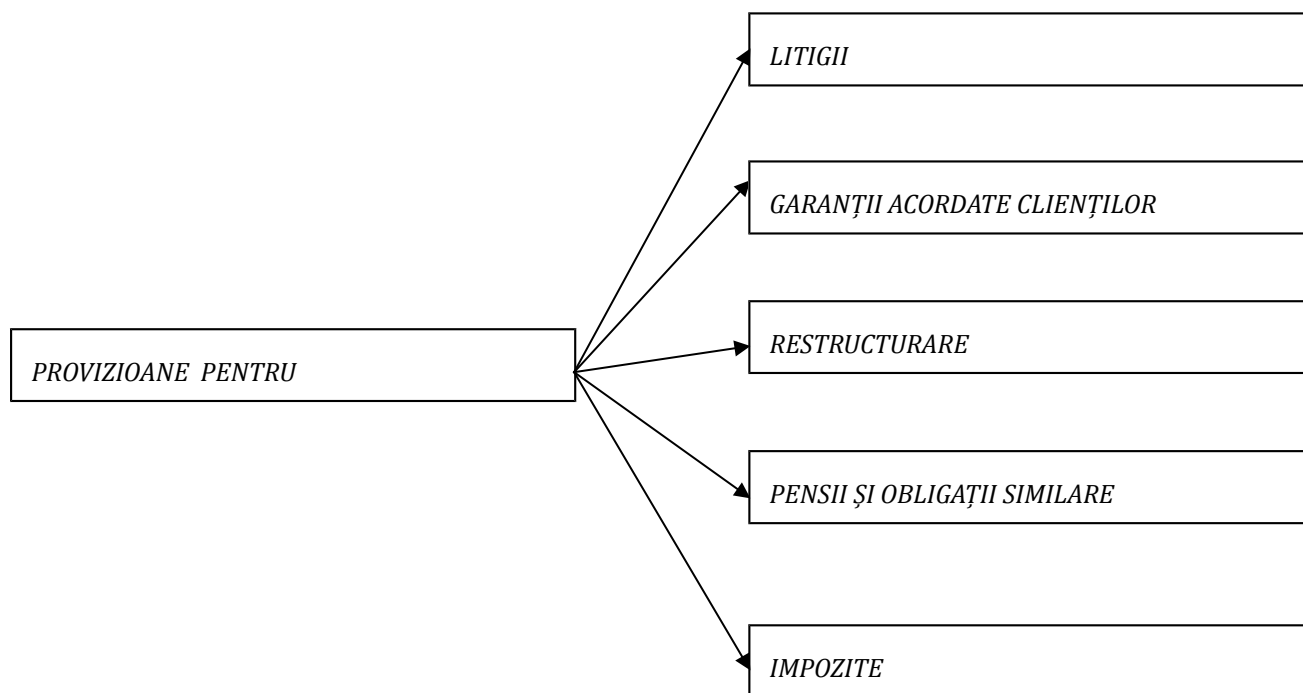 LITIGII
GARANȚII ACORDATE CLIENȚILOR
RESTRUCTURARE
PROVIZIOANE  PENTRU
PENSII ȘI OBLIGAȚII SIMILARE
IMPOZITE